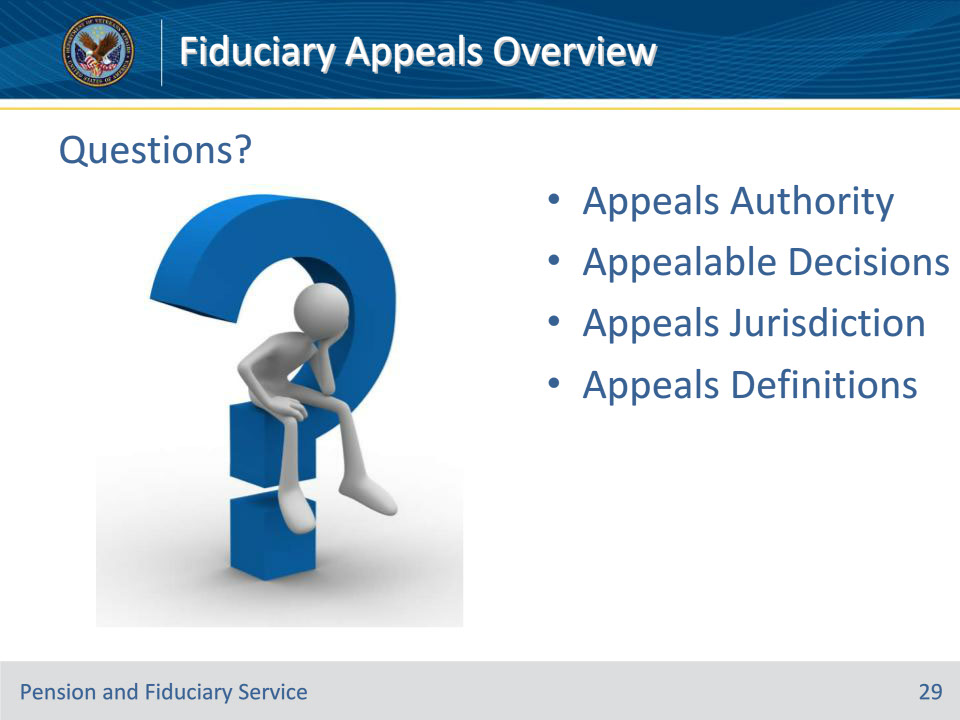 Fiduciary Appeals Overview
Questions?
• Appeals Authority
• Appealable Decisions
• Appeals Jurisdiction
• Appeals Definitions
Pension and Fiduciary Service
29